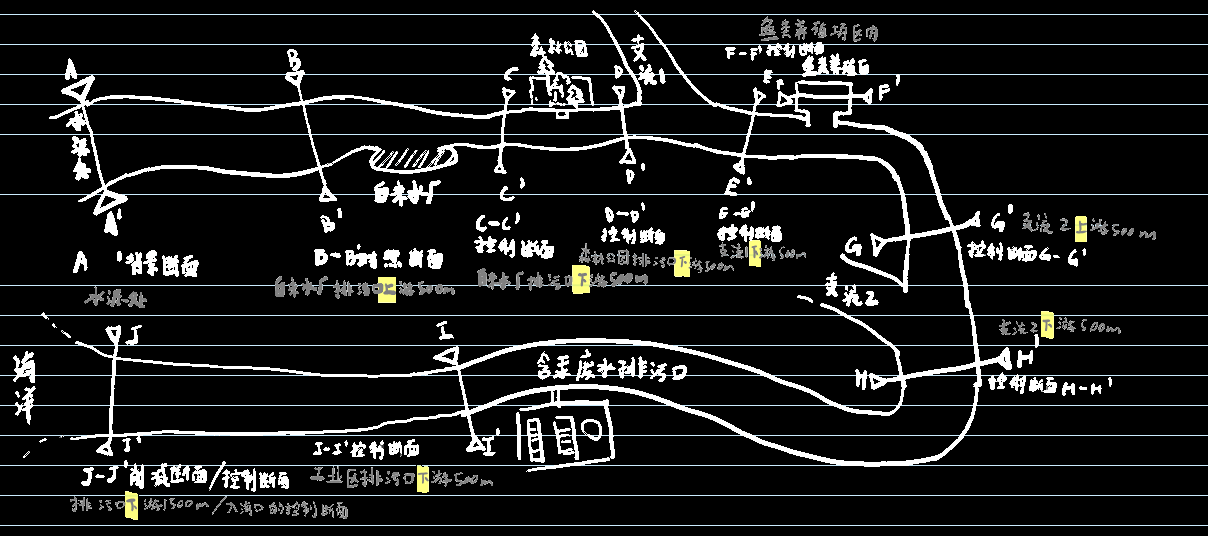 鱼类养殖场区内
森林公园
支流1
F-F'控制断面
鱼类养殖区
A
B
C
D
E
F
F'
水源处
自来水厂
A'
B'
C'
D'
E'
A'背景断面
水源处
B-B'对照断面
自来水厂排污口上游500m
C-C'
控制断面
自来水厂排污口下游500m
D-D'
控制断面
森林公园排污口下游500m
E-E'
控制断面
支流1下游500m
G
G'
支流2上游500m
控制断面G-G'
支流2
支流2下游500m
H
H'
控制断面H-H'
J
I
海洋
含汞废水排污口
J'
I'
J-J'削减断面/控制断面
排污口下游1500m/入海口的控制断面
I-I'控制断面
工业区排污口下游500m